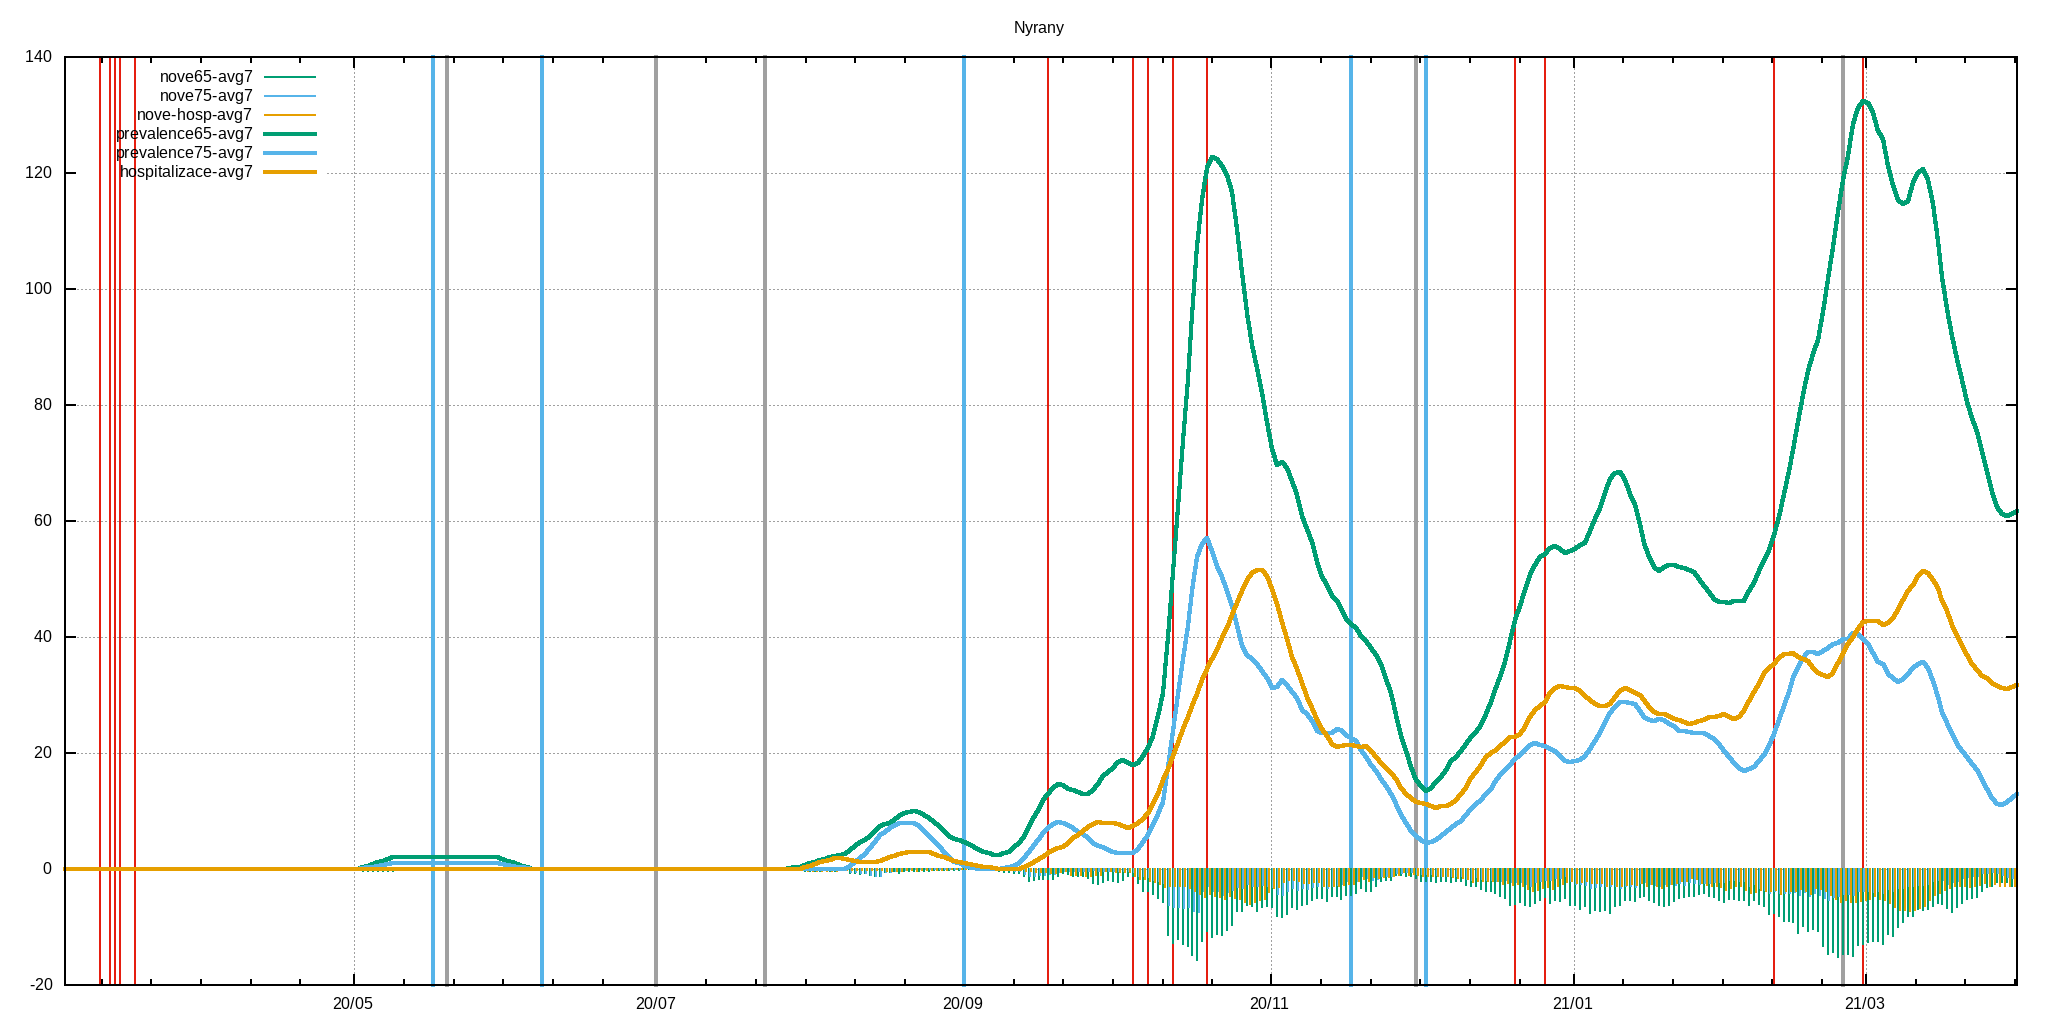 Nyrany
140
120
100
80
60
40
20
0
-20
nove65-avg7
nove75-avg7
nove-hosp-avg7
prevalence65-avg7
prevalence75-avg7
hospitalizace-avg7
20/05
20/07
20/09
20/11
21/01
21/03